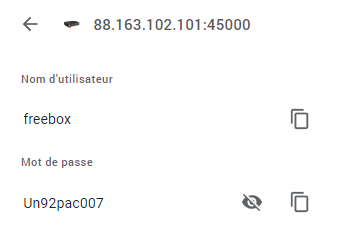 88.163.102.101:45000
Nom d'utilisateur
freebox
Mot de passe
Un92pac007